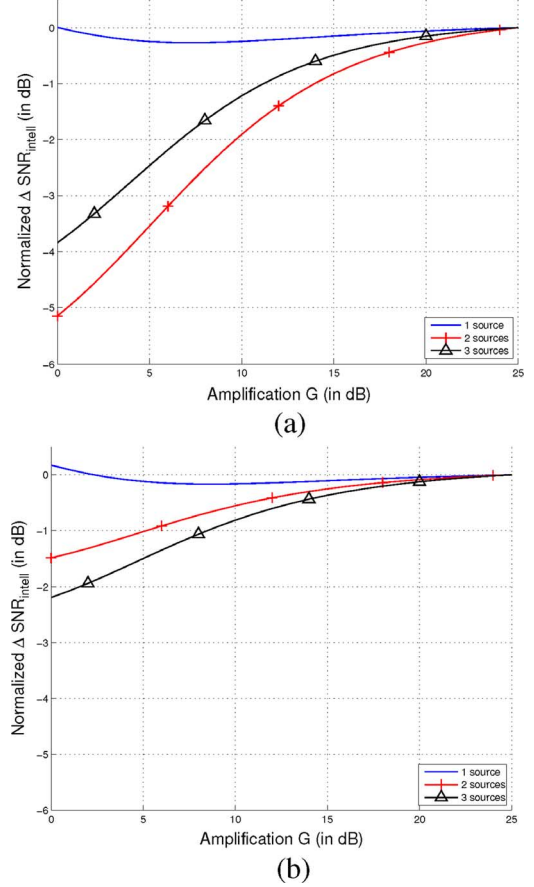 0
-1
-2
-3
-4
-5
-6
Normalized Δ SNRintell (in dB)
0 5 10 15 20 25
Amplification G (in dB)
1 source
2 sources
3 sources
(a)
0
-1
-2
-3
-4
-5
-6
Normalized Δ SNRintell (in dB)
0 5 10 15 20 25
Amplification G (in dB)
1 source
2 sources
3 sources
(b)